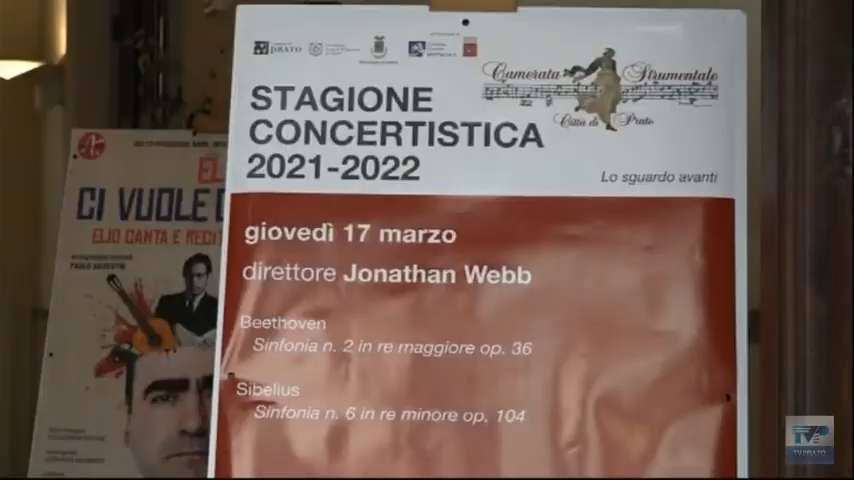 PRATO
Camerata Strumentale
Città di Prato
STAGIONE
CONCERTISTICA
2021-2022
Lo sguardo avanti
giovedì 17 marzo
direttore Jonathan Webb
Beethoven
Sinfonia n. 2 in re maggiore op. 36
Sibelius
Sinfonia n. 6 in re minore op. 104
EL
CI VUOLE
ELIO CANTA E RECI
TVP
TV PRATO